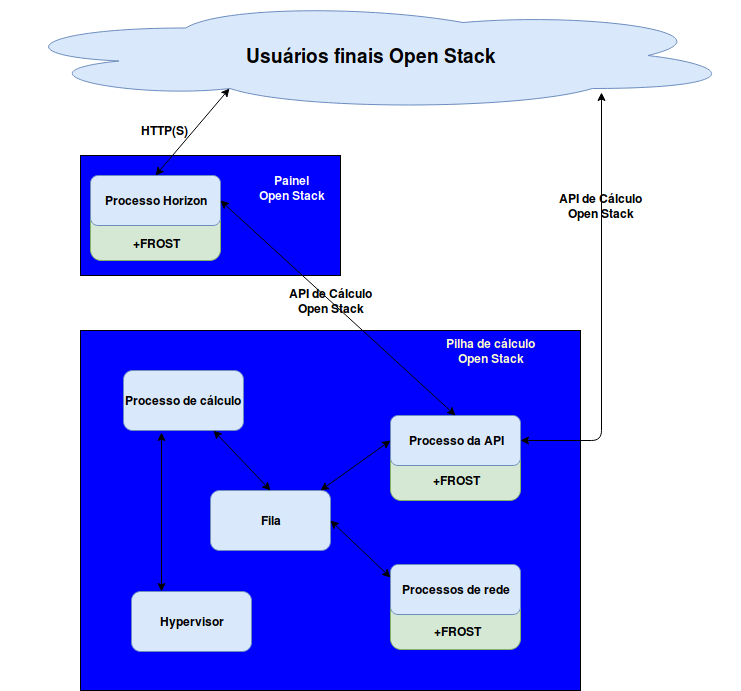 Usuários finais Open Stack
HTTP(S)
Painel
Open Stack
Processo Horizon
+FROST
API de Cálculo
Open Stack
API de Cálculo
Open Stack
Pilha de cálculo
Open Stack
Processo de cálculo
Processo da API
+FROST
Fila
Processos de rede
+FROST
Hypervisor